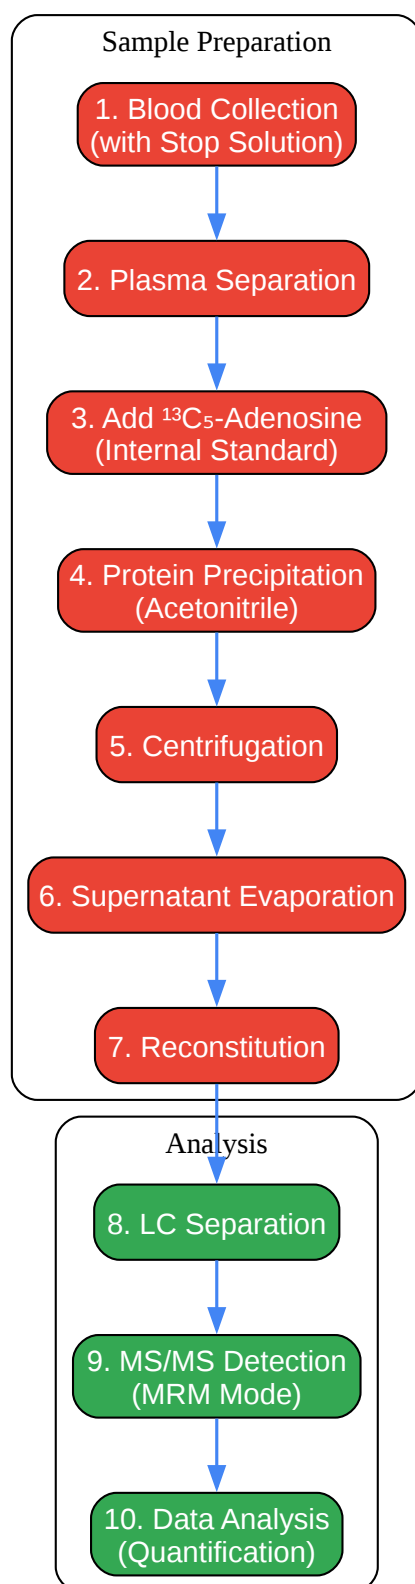 Sample Preparation
1. Blood Collection
(with Stop Solution)
2. Plasma Separation
3. Add ¹³C₅-Adenosine
(Internal Standard)
4. Protein Precipitation
(Acetonitrile)
5. Centrifugation
6. Supernatant Evaporation
7. Reconstitution
Analysis
8. LC Separation
9. MS/MS Detection
(MRM Mode)
10. Data Analysis
(Quantification)